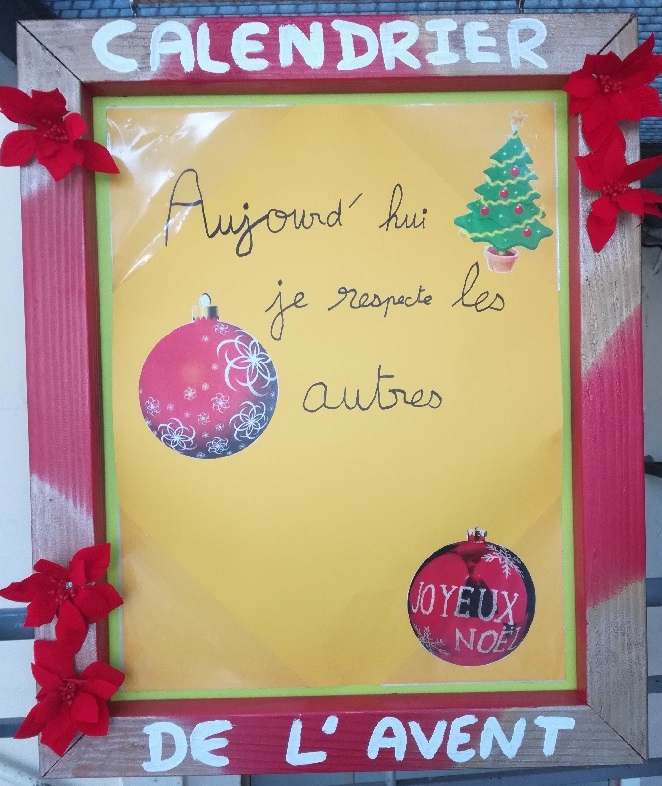 CALENDRIER
Aujourd' hui
je respecte les
autres
JOYEUX
NOËL
DE L' AVENT